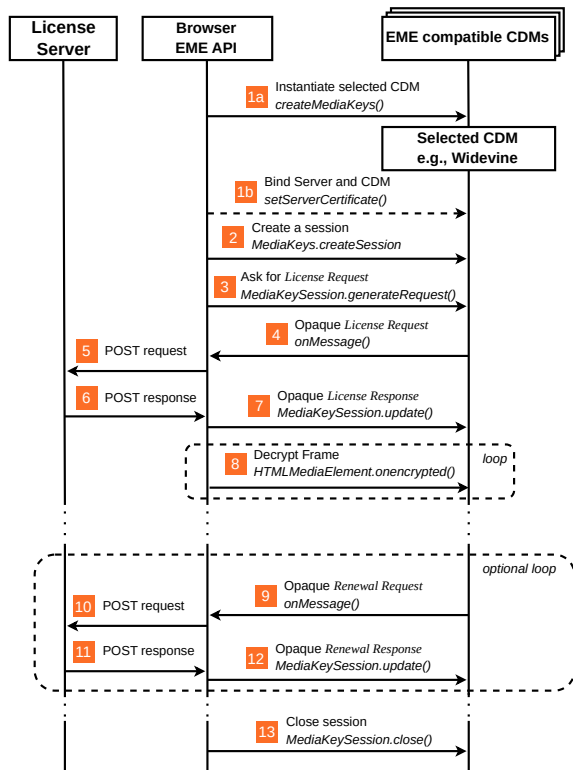 License
Server
Browser
EME API
EME compatible CDMs
1a
Instantiate selected CDM
createMediaKeys()
Selected CDM
e.g., Widevine
1b
Bind Server and CDM
setServerCertificate()
2
Create a session
MediaKeys.createSession
3
Ask for License Request
MediaKeySession.generateRequest()
4
Opaque License Request
onMessage()
5
POST request
6
POST response
7
Opaque License Response
MediaKeySession.update()
8
Decrypt Frame
HTMLMediaElement.onencrypted()
loop
optional loop
9
Opaque Renewal Request
onMessage()
10
POST request
11
POST response
12
Opaque Renewal Response
MediaKeySession.update()
13
Close session
MediaKeySession.close()